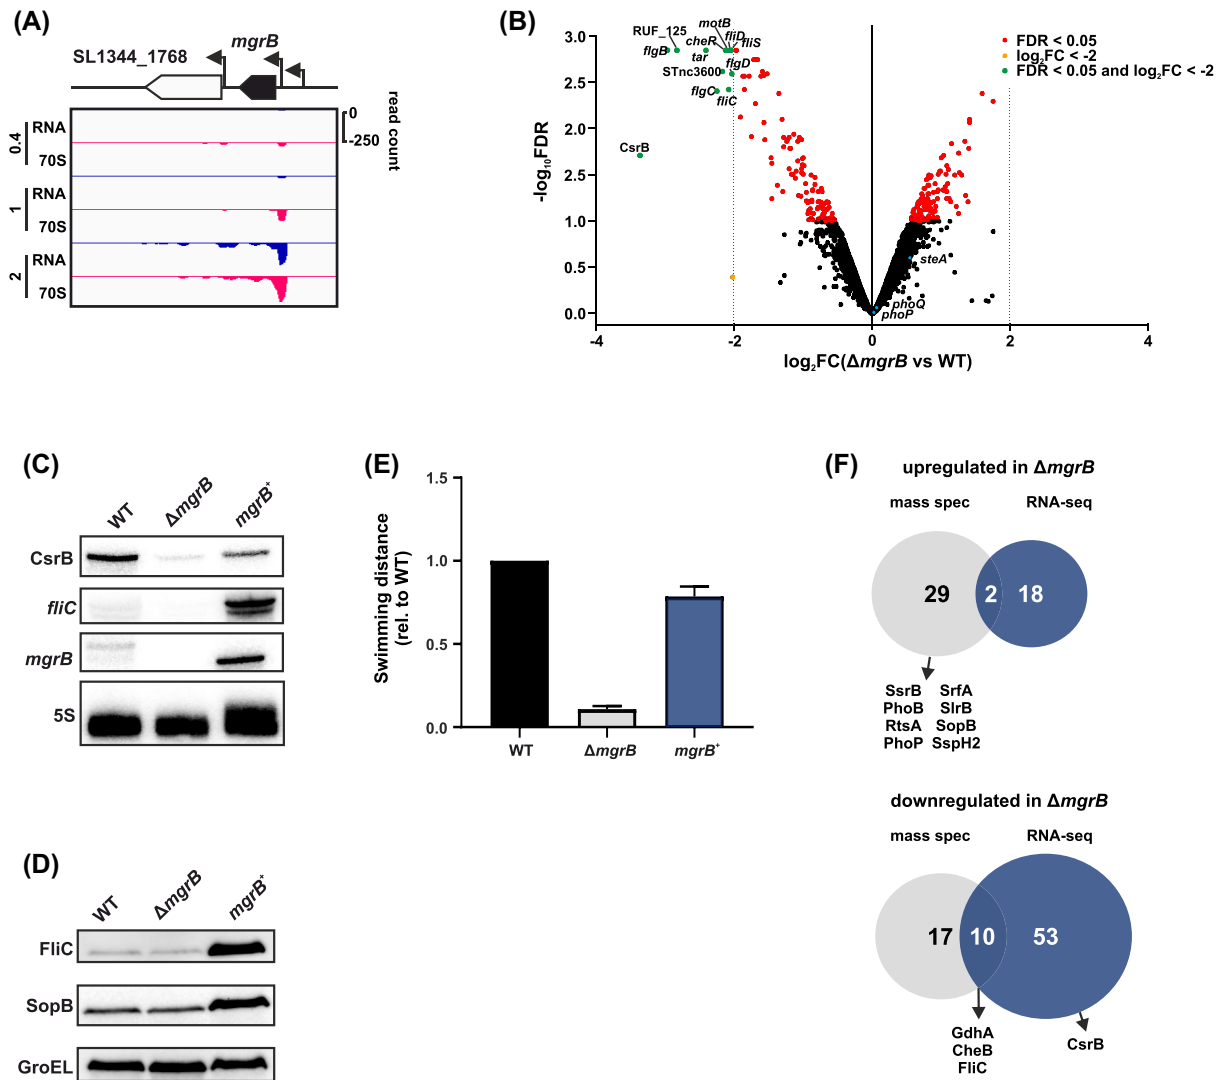 (A)
SL1344_1768
mgrB
0
-250
read count
0.4
RNA
70S
1
RNA
70S
2
RNA
70S
(B)
-log10FDR
3.0
2.5
2.0
2.5
1.0
0.5
0.0
-4
-2
0
2
4
log2FC(ΔmgrB vs WT)
RUF_125
motB
flgB
cheR
fliD
fliS
tar
flgD
STnc3600
flgC
fliC
CsrB
steA
phoQ
phoP
FDR < 0.05
log2FC < -2
FDR < 0.05 and log2FC < -2
(C)
WT
ΔmgrB
mgrB+
CsrB
fliC
mgrB
5S
(D)
WT
ΔmgrB
mgrB+
FliC
SopB
GroEL
(E)
Swimming distance
(rel. to WT)
1.5
1.0
0.5
0.0
WT
ΔmgrB
mgrB+
(F)
upregulated in ΔmgrB
mass spec
RNA-seq
29
2
18
SsrB SrfA
PhoB SlrB
RtsA SopB
PhoP SspH2
downregulated in ΔmgrB
mass spec
RNA-seq
17
10
53
GdhA
CheB
FliC
CsrB